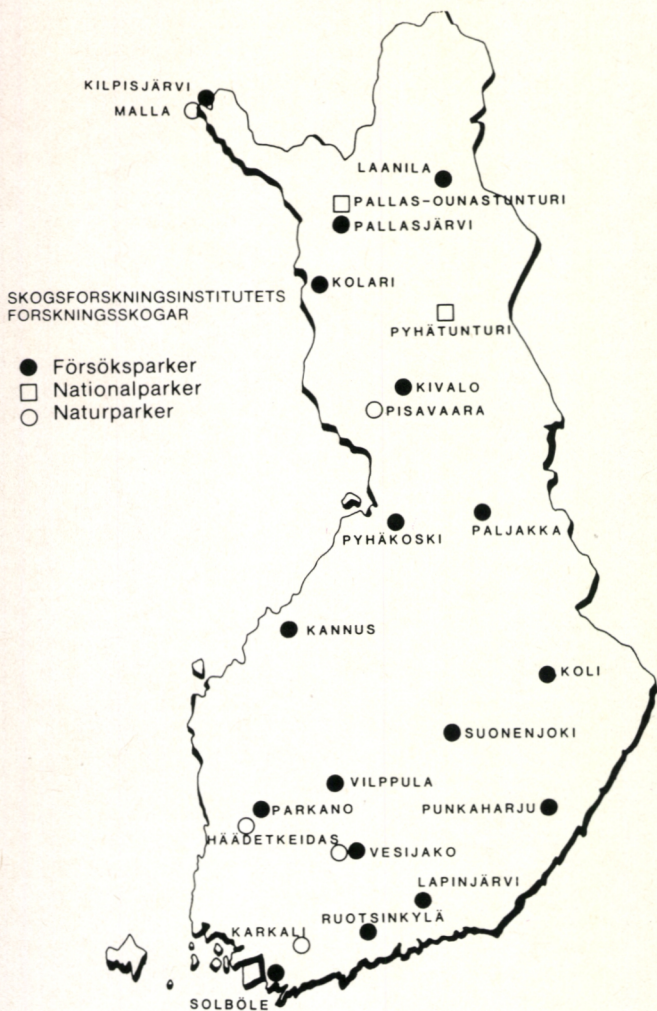 KILPISJÄRVI
MALLA
LAANILA
PALLAS-OUNASTUNTURI
PALLASJÄRVI
KOLARI
SKOGSFORSKNINGSINSTITUTETS
FORSKNINGSSKOGAR
PYHÄTUNTURI
Försöksparker
Nationalparker
Naturparker
KIVALO
PISAVAARA
PYHÄKOSKI
PALJAKKA
KANNUS
KOLI
SUONENJOKI
VILPPULA
PARKANO
PUNKAHARJU
HÄÄDETKEIDAS
VESIJAKO
LAPINJÄRVI
RUOTSINKYLÄ
KARKALI
SOLBÖLE